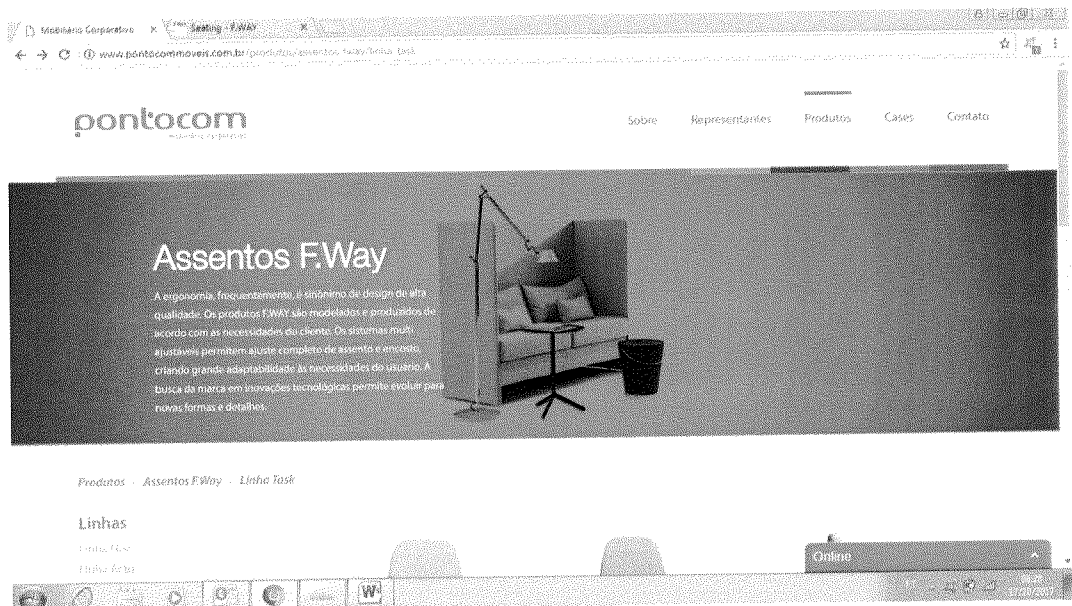 Mobiliário Corporativo
Seating - F.WAY
www.pontocommoveis.com.br/produtos/assentos_fway/linha_task
pontocom
Sobre Representantes Produtos Cases Contato
Assentos F.Way
A ergonomia, frequentemente, é sinônimo de design de alta
qualidade. Os produtos F.WAY são modelados e produzidos de
acordo com as necessidades do cliente. Os sistemas multi
ajustáveis permitem ajuste completo de assento e encosto,
criando grande adaptabilidade às necessidades do usuário. A
busca da marca em inovações tecnológicas permite evoluir para
novas formas e detalhes.
Produtos - Assentos F.Way - Linha Task
Linhas
Online
W